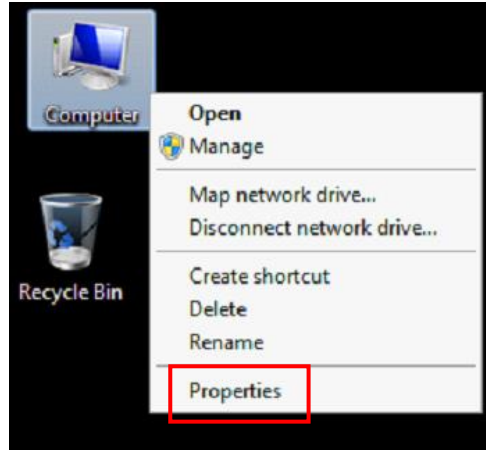 Computer
Open
Manage
Map network drive...
Disconnect network drive...
Recycle Bin
Create shortcut
Delete
Rename
Properties